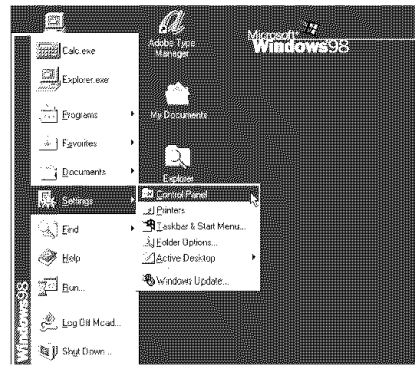 Calc.exe
Explorer.exe
Programs
Favorites
Documents
Settings
Find
Help
Run...
Log Off Mcad...
Shut Down...
Windows98
Adobe Type
Manager
My Documents
Explorer
Microsoft
Windows98
Control Panel
Printers
Taskbar & Start Menu...
Folder Options...
Active Desktop
Windows Update...